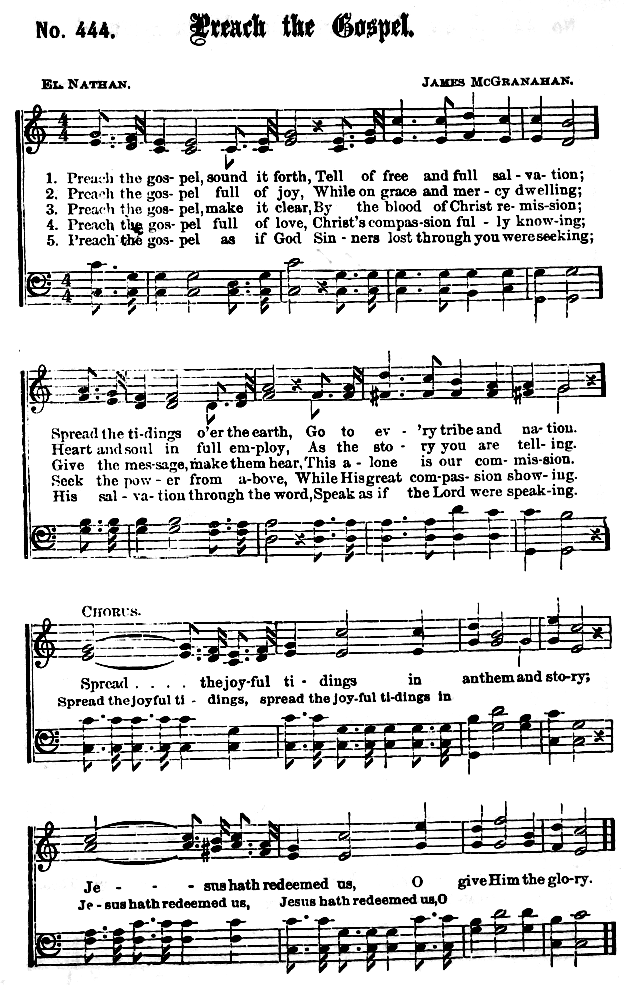 No. 444. Preach the Gospel.
EL. NATHAN. JAMES MCGRANAHAN.
1. Preach the gos- pel, sound it forth, Tell of free and full sal - va - tion;
2. Preach the gos - pel full of joy, While on grace and mer - cy dwelling;
3. Preach the gos- pel, make it clear, By the blood of Christ re- mis - sion;
4. Preach the gos - pel full of love, Christ's compas-sion ful - ly know-ing;
5. Preach the gos - pel as if God Sin - ners lost through you were seeking;
Spread the ti-dings o'er the earth, Go to ev - 'ry tribe and na- tion.
Heart and soul in full em-ploy, As the sto - ry you are tell- ing.
Give the mes-sage, make them hear, This a - lone is our com- mis-sion.
Seek the pow - er from a-bove, While His great com-pas- sion show- ing.
His sal - va- tion through the word, Speak as if the Lord were speak-ing.
CHORUS.
Spread . . . . the joy-ful ti - dings in anthem and sto-ry;
Spread the joyful ti - dings, spread the joy-ful ti-dings in
Je - - - sus hath redeemed us, O give Him the glo-ry.
Je-sus hath redeemed us, Jesus hath redeemed us, O